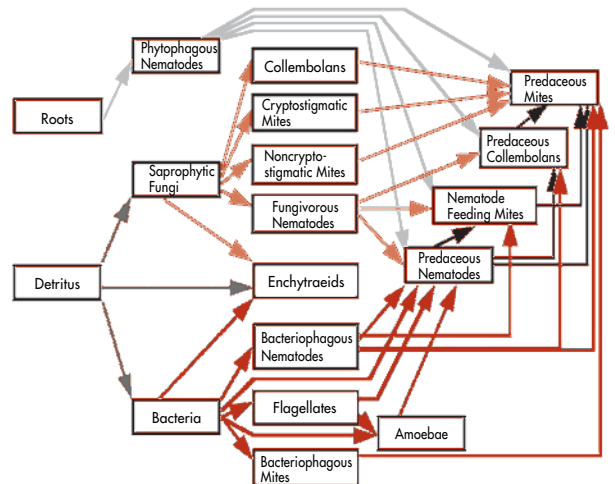 Phytophagous
Nematodes
Roots
Collembolans
Predaceous
Mites
Cryptostigmatic
Mites
Predaceous
Collembolans
Saprophytic
Fungi
Noncrypto-
stigmatic Mites
Fungivorous
Nematodes
Nematode
Feeding Mites
Predaceous
Nematodes
Detritus
Enchytraeids
Bacteriophagous
Nematodes
Bacteria
Flagellates
Amoebae
Bacteriophagous
Mites